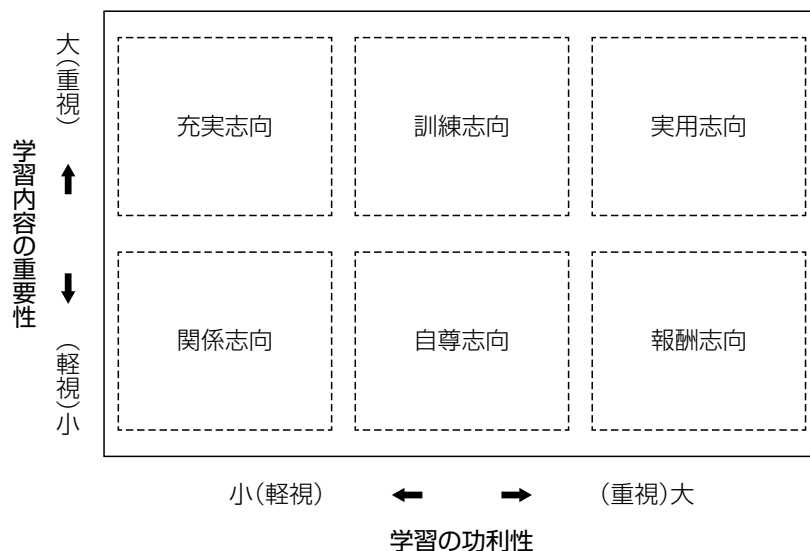 大(重視)
充実志向 訓練志向 実用志向
学習内容の重要性
関係志向 自尊志向 報酬志向
(軽視)小
小(軽視) (重視)大
学習の功利性